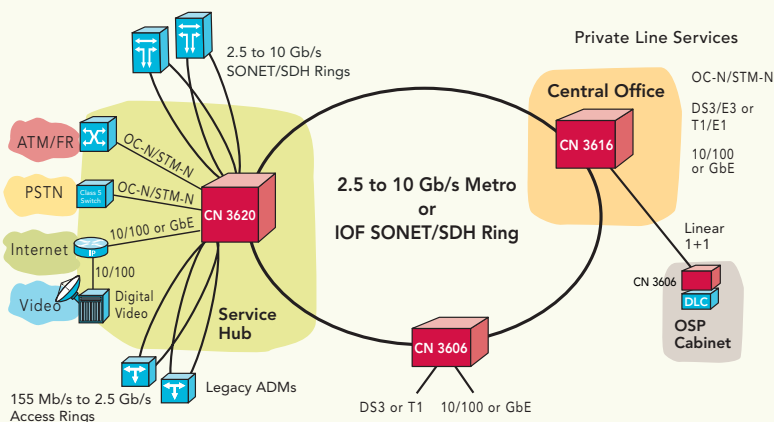 2.5 to 10 Gb/s
SONET/SDH Rings
Private Line Services
OC-N/STM-N
DS3/E3 or
T1/E1
10/100
or GbE
Central Office
CN 3616
ATM/FR
OC-N/STM-N
PSTN
Class 5
Switch
OC-N/STM-N
CN 3620
2.5 to 10 Gb/s Metro
or
IOF SONET/SDH Ring
Internet
IP
10/100 or GbE
10/100
Video
Digital
Video
Service
Hub
Linear
1+1
CN 3606
DLC
OSP
Cabinet
CN 3606
155 Mb/s to 2.5 Gb/s
Access Rings
Legacy ADMs
DS3 or T1
10/100 or GbE